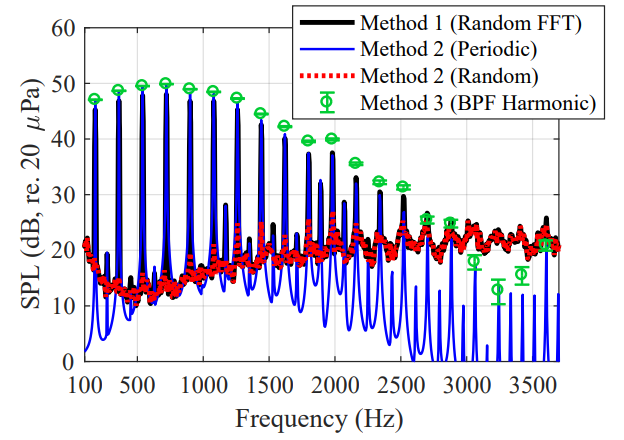 Method 1 (Random FFT)
Method 2 (Periodic)
Method 2 (Random)
Method 3 (BPF Harmonic)
SPL (dB, re. 20 μPa)
60
50
40
30
20
10
0
100 500 1000 1500 2000 2500 3000 3500
Frequency (Hz)